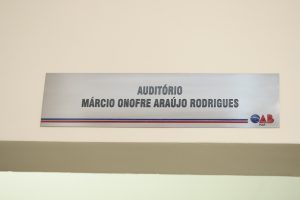 AUDITÓRIO
MÁRCIO ONOFRE ARAÚJO RODRIGUES
OAB